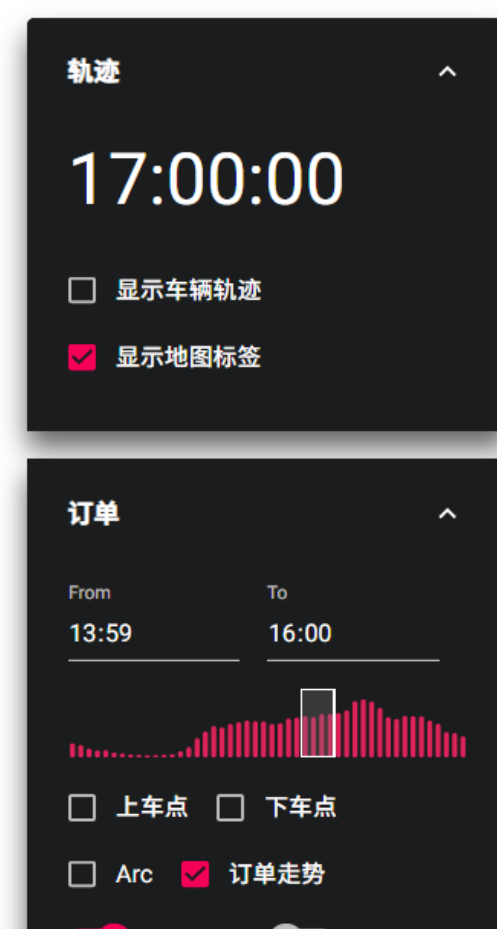 轨迹
17:00:00
显示车辆轨迹
显示地图标签
订单
From To
13:59 16:00
上车点 下车点
Arc 订单走势